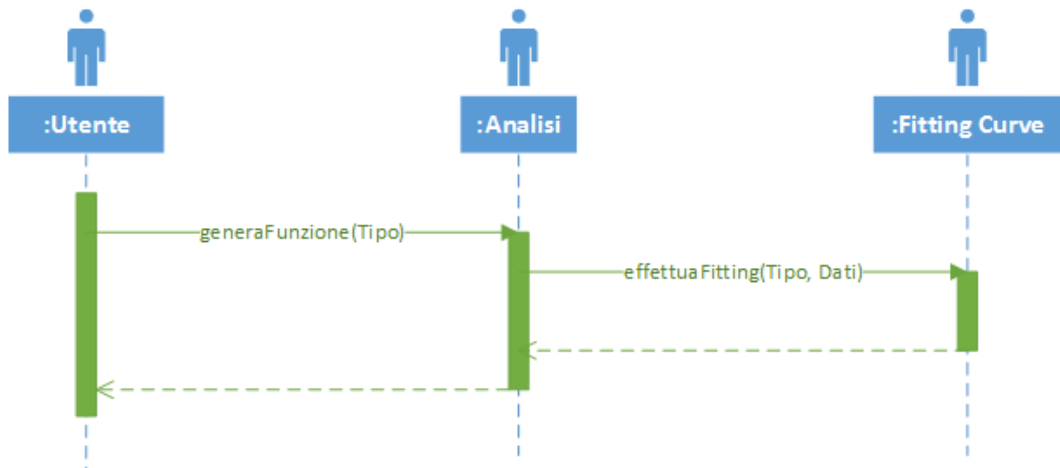 :Utente
:Analisi
:Fitting Curve
generaFunzione(Tipo)
effettuaFitting(Tipo, Dati)